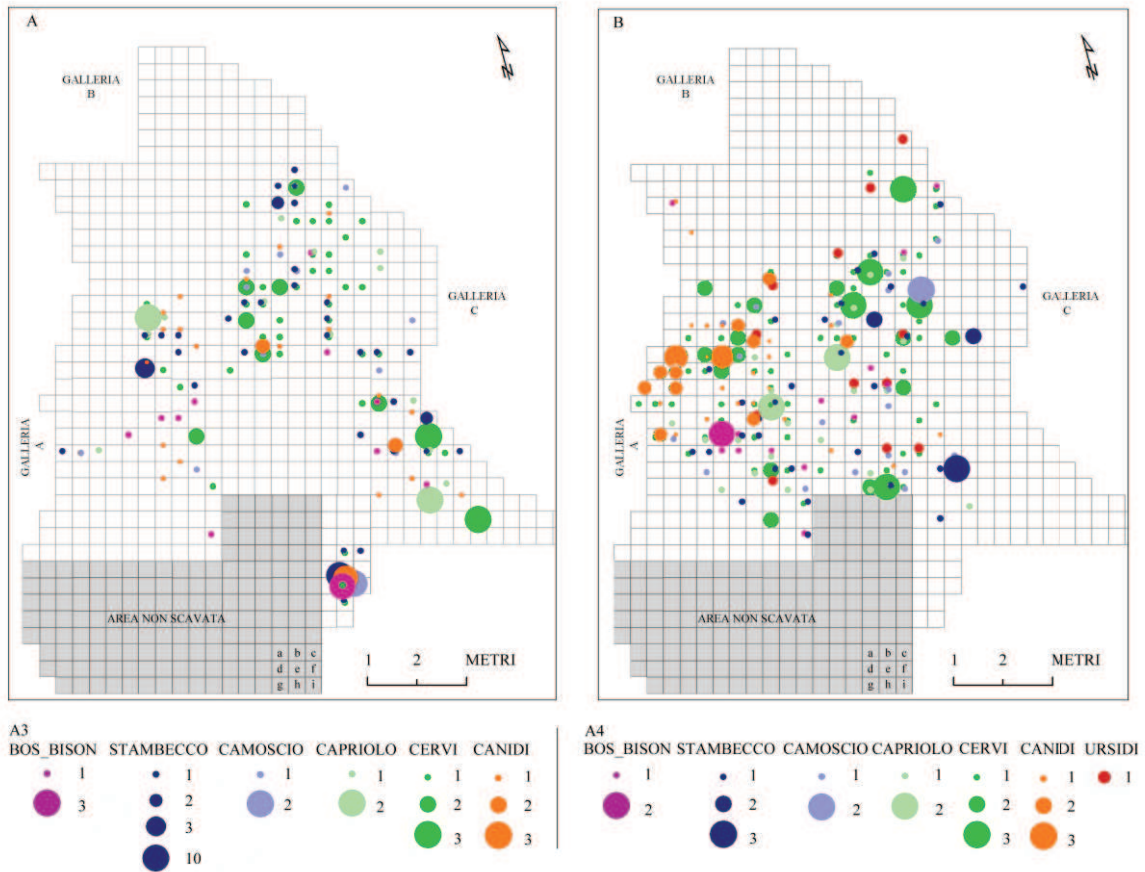 A
GALLERIA
B
GALLERIA
C
GALLERIA
A
AREA NON SCAVATA
a b c
d e f
g h i
1 2 METRI
B
GALLERIA
B
GALLERIA
C
GALLERIA
A
AREA NON SCAVATA
a b c
d e f
g h i
1 2 METRI
A3
BOS_BISON STAMBECCO CAMOSCIO CAPRIOLO CERVI CANIDI
1 1 1 1 1 1
3 2 2 2 2 2
3 3 3
10
A4
BOS_BISON STAMBECCO CAMOSCIO CAPRIOLO CERVI CANIDI URSIDI
1 1 1 1 1 1 1
2 2 2 2 2 2
3 3 3